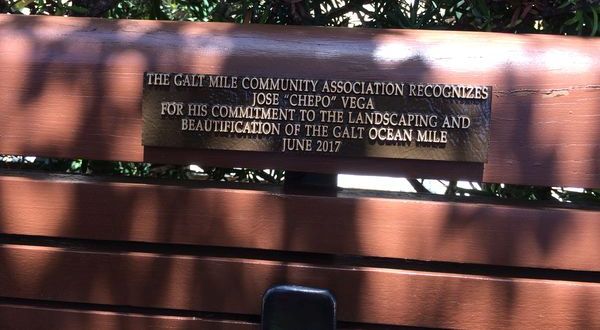 THE GALT MILE COMMUNITY ASSOCIATION RECOGNIZES
JOSE "CHEPO" VEGA
FOR HIS COMMITMENT TO THE LANDSCAPING AND
BEAUTIFICATION OF THE GALT OCEAN MILE
JUNE 2017